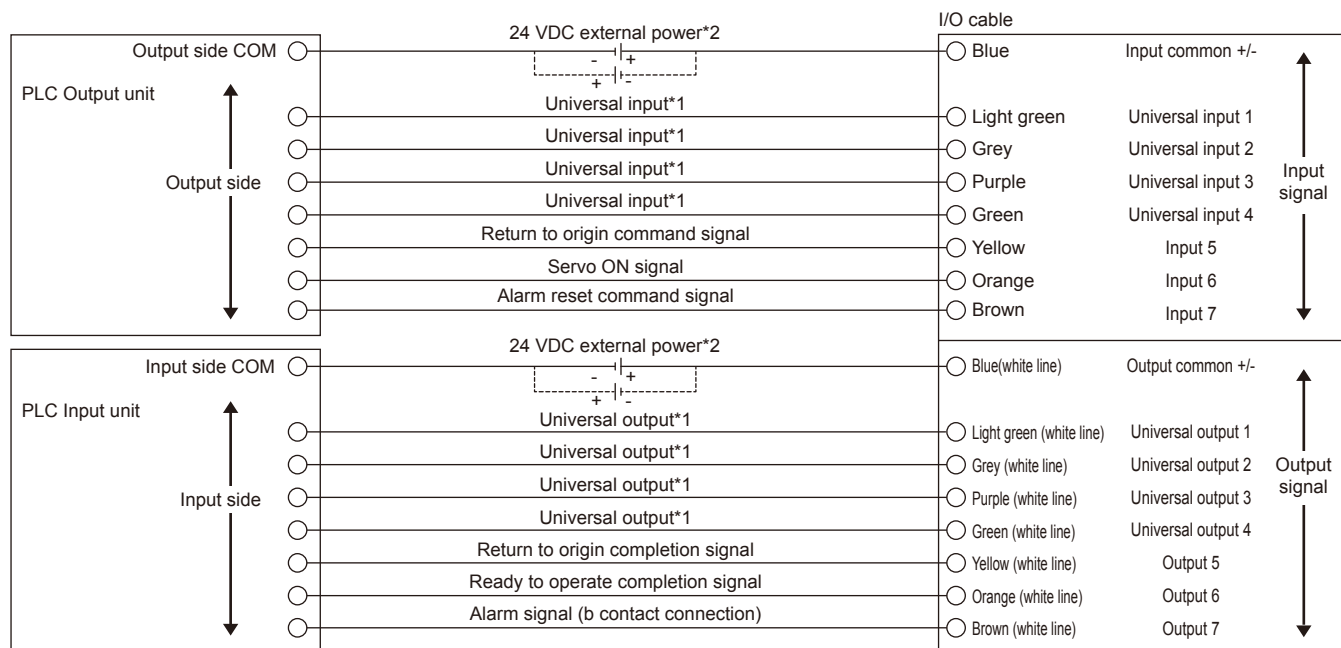 I/O cable
24 VDC external power*2
Output side COM
Blue Input common +/-
- +
+ -
PLC Output unit
Universal input*1
Light green Universal input 1
Universal input*1
Grey Universal input 2
Universal input*1
Output side
Purple Universal input 3
Input signal
Universal input*1
Green Universal input 4
Return to origin command signal
Yellow Input 5
Servo ON signal
Orange Input 6
Alarm reset command signal
Brown Input 7
24 VDC external power*2
Input side COM
Blue(white line) Output common +/-
- +
+ -
PLC Input unit
Universal output*1
Light green (white line) Universal output 1
Universal output*1
Grey (white line) Universal output 2
Output signal
Universal output*1
Input side
Purple (white line) Universal output 3
Universal output*1
Green (white line) Universal output 4
Return to origin completion signal
Yellow (white line) Output 5
Ready to operate completion signal
Orange (white line) Output 6
Alarm signal (b contact connection)
Brown (white line) Output 7